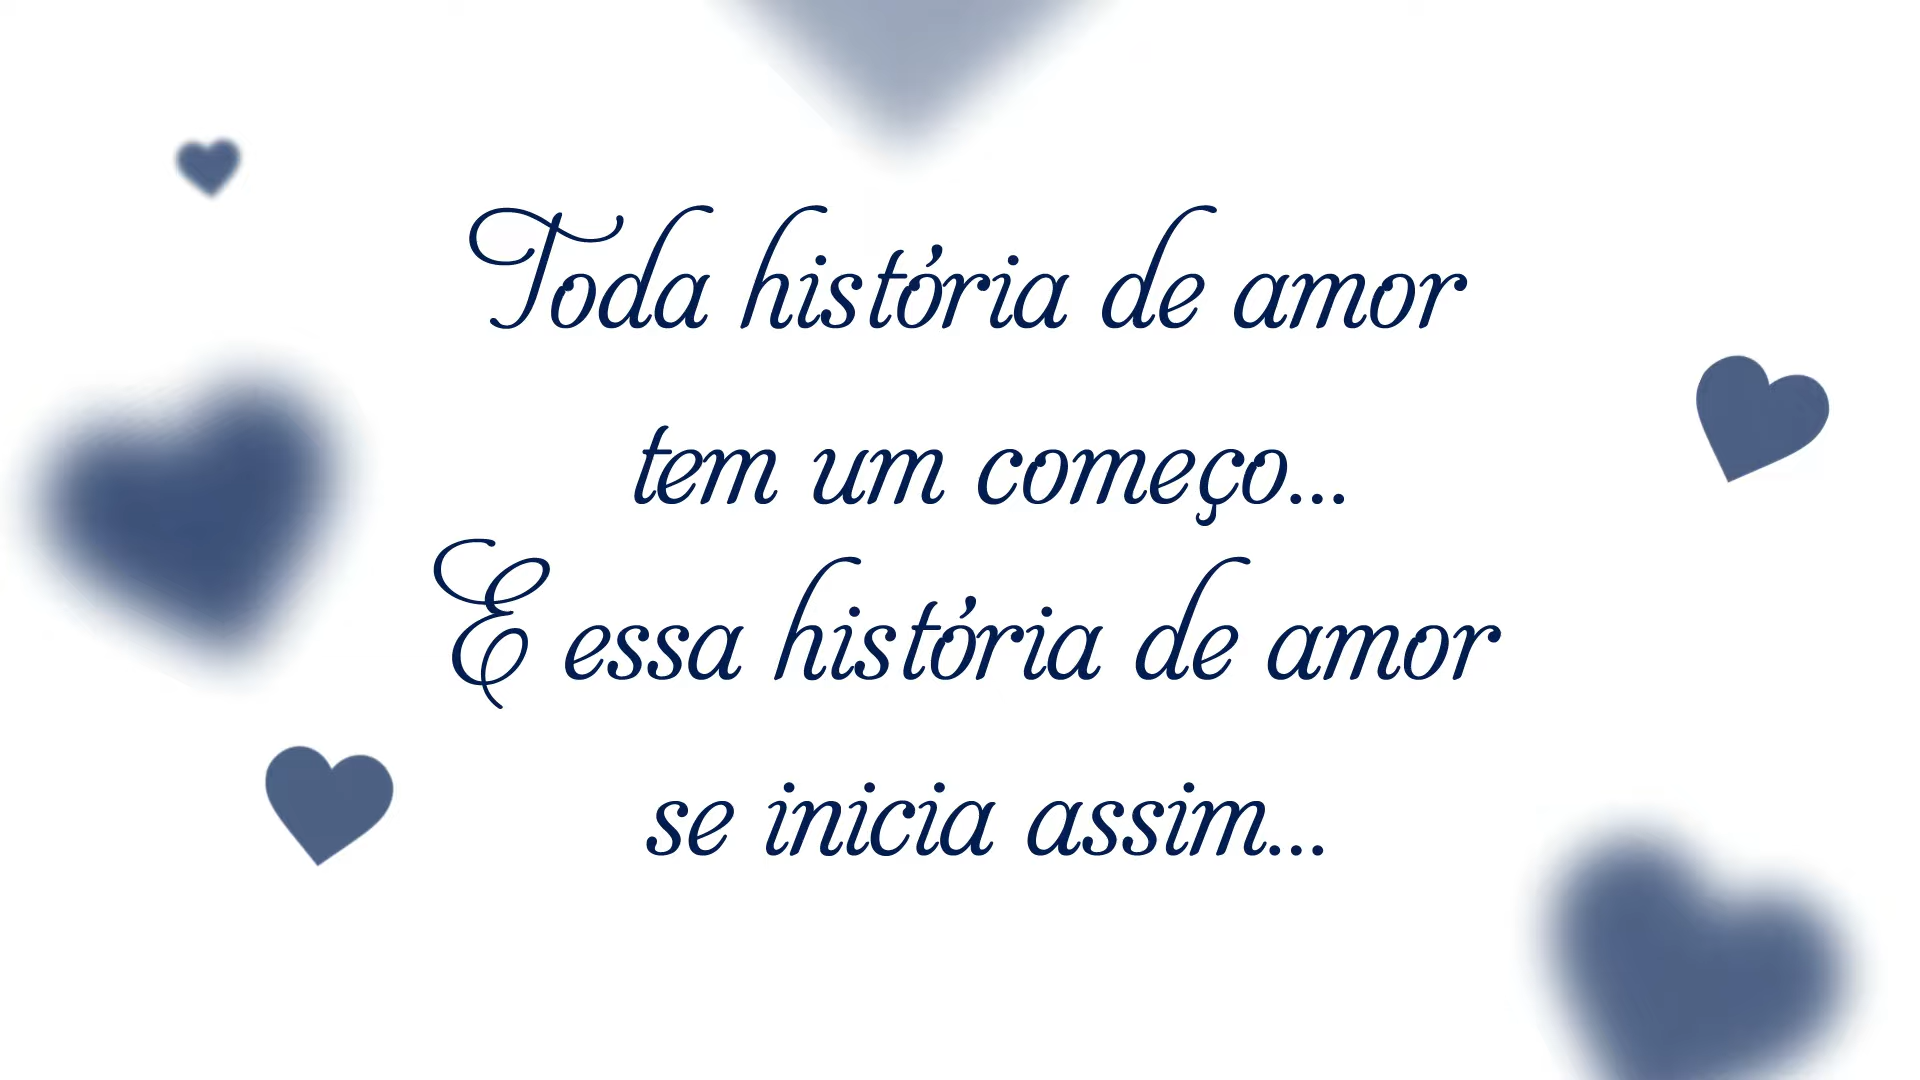 Toda história de amor
tem um começo...
E essa história de amor
se inicia assim...